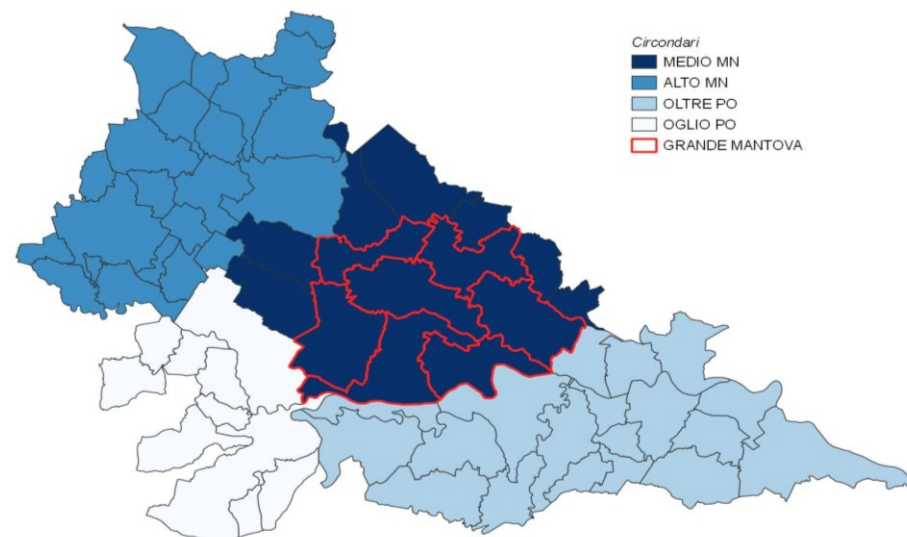 Circondari
MEDIO MN
ALTO MN
OLTRE PO
OGLIO PO
GRANDE MANTOVA